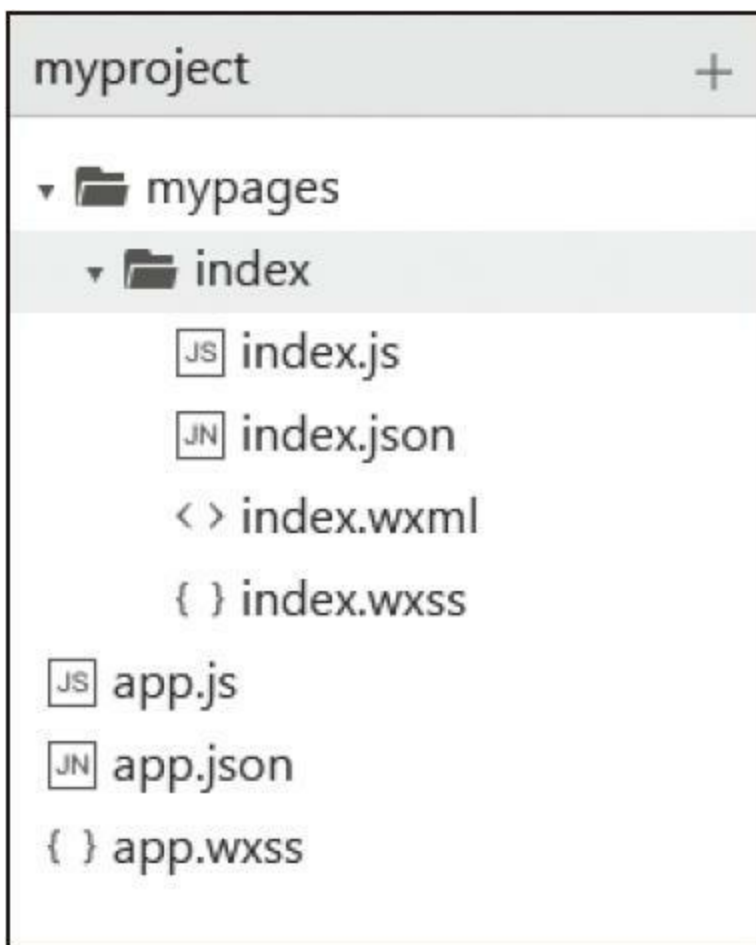 myproject +
mypages
index
JS index.js
JN index.json
< > index.wxml
{ } index.wxss
JS app.js
JN app.json
{ } app.wxss